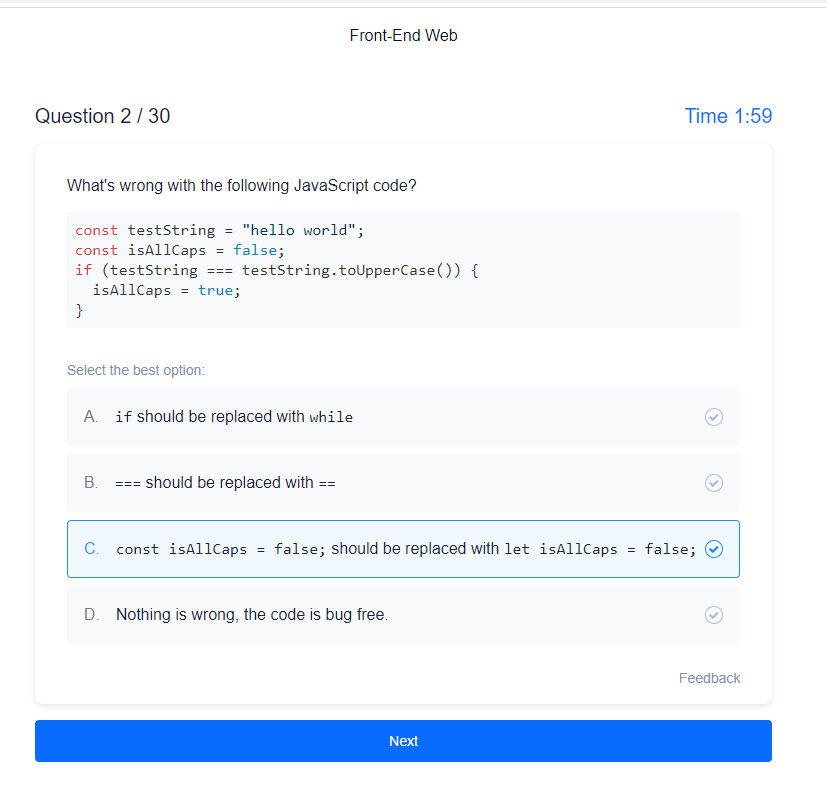 Front-End Web
Question 2 / 30
Time 1:59
What's wrong with the following JavaScript code?
const testString = "hello world";
const isAllCaps = false;
if (testString === testString.toUpperCase()) {
  isAllCaps = true;
}
Select the best option:
A. if should be replaced with while
B. === should be replaced with ==
C. const isAllCaps = false; should be replaced with let isAllCaps = false;
D. Nothing is wrong, the code is bug free.
Feedback
Next